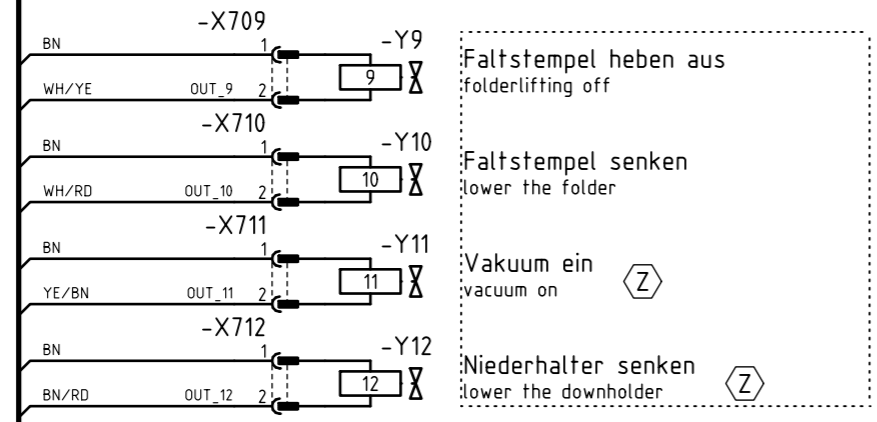 -X709
BN 1 -Y9
9
WH/YE OUT_9 2
Faltstempel heben aus
folderlifting off
-X710
BN 1 -Y10
10
WH/RD OUT_10 2
Faltstempel senken
lower the folder
-X711
BN 1 -Y11
11
YE/BN OUT_11 2
Vakuum ein
vacuum on Z
-X712
BN 1 -Y12
12
BN/RD OUT_12 2
Niederhalter senken
lower the downholder Z